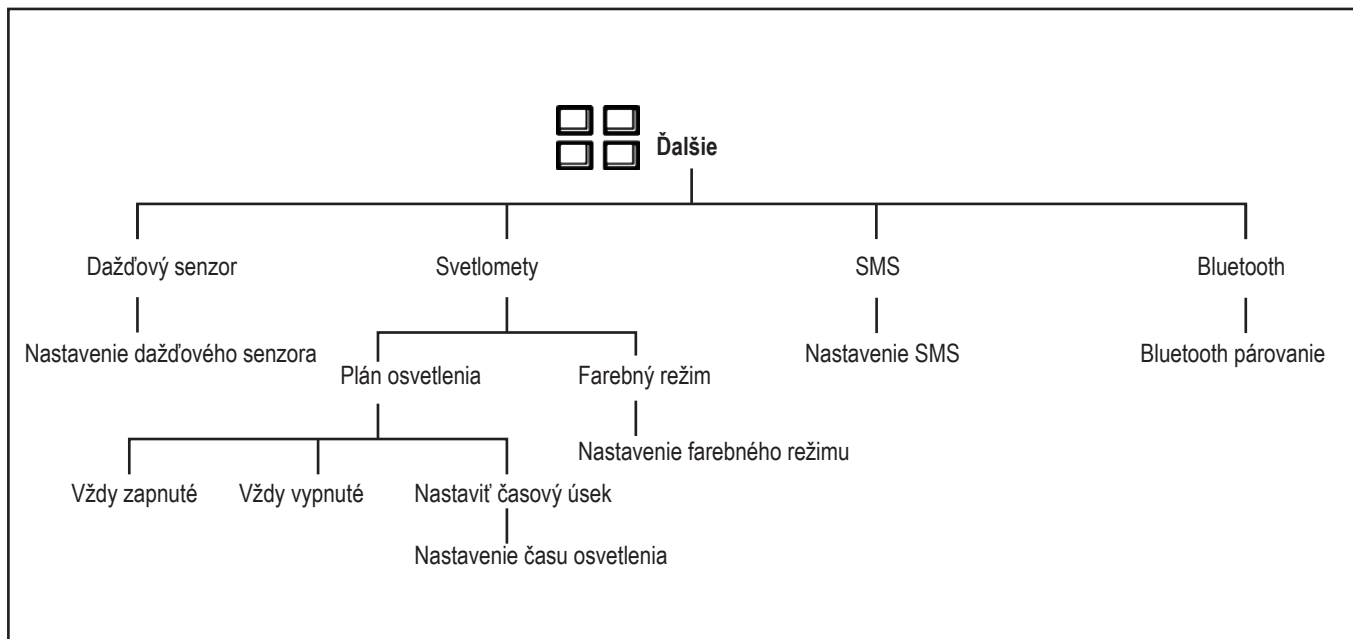 Ďalšie
Dažďový senzor
Svetlomety
SMS
Bluetooth
Nastavenie dažďového senzora
Plán osvetlenia
Farebný režim
Nastavenie SMS
Bluetooth párovanie
Nastavenie farebného režimu
Vždy zapnuté
Vždy vypnuté
Nastaviť časový úsek
Nastavenie času osvetlenia